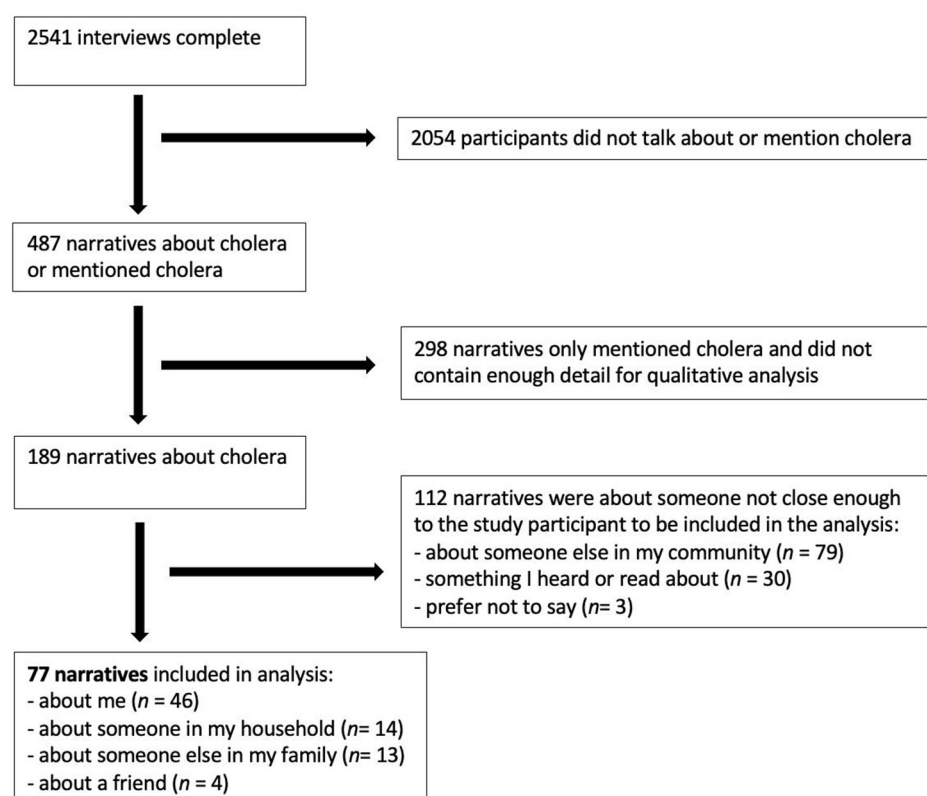 2541 interviews complete
2054 participants did not talk about or mention cholera
487 narratives about cholera
or mentioned cholera
298 narratives only mentioned cholera and did not
contain enough detail for qualitative analysis
189 narratives about cholera
112 narratives were about someone not close enough
to the study participant to be included in the analysis:
- about someone else in my community (n = 79)
- something I heard or read about (n = 30)
- prefer not to say (n= 3)
77 narratives included in analysis:
- about me (n = 46)
- about someone in my household (n= 14)
- about someone else in my family (n= 13)
- about a friend (n = 4)